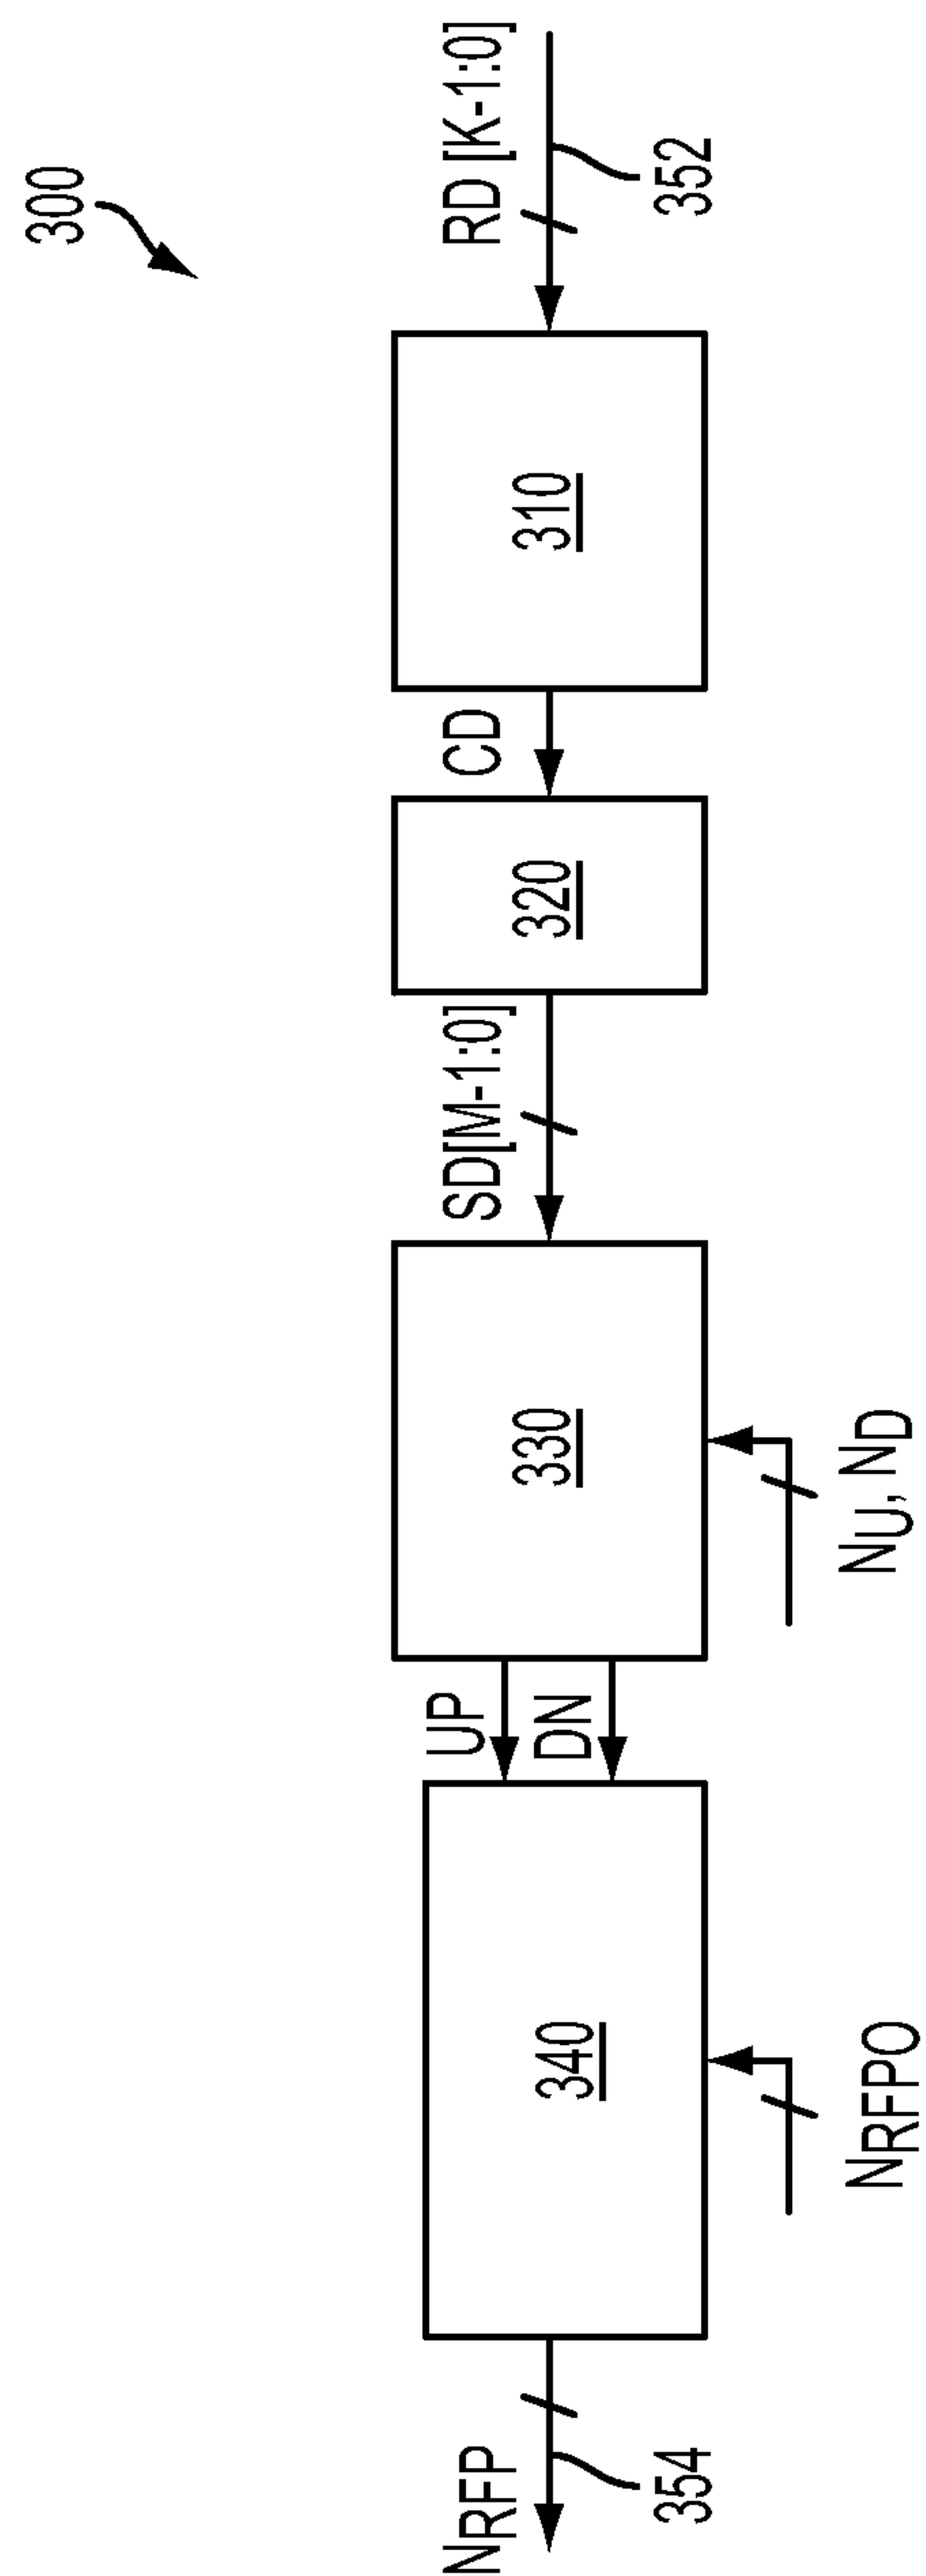 300
RD [K-1:0]
352
310
CD
320
SD[M-1:0]
330
NU, ND
UP
DN
340
NRFPO
NRFP
354